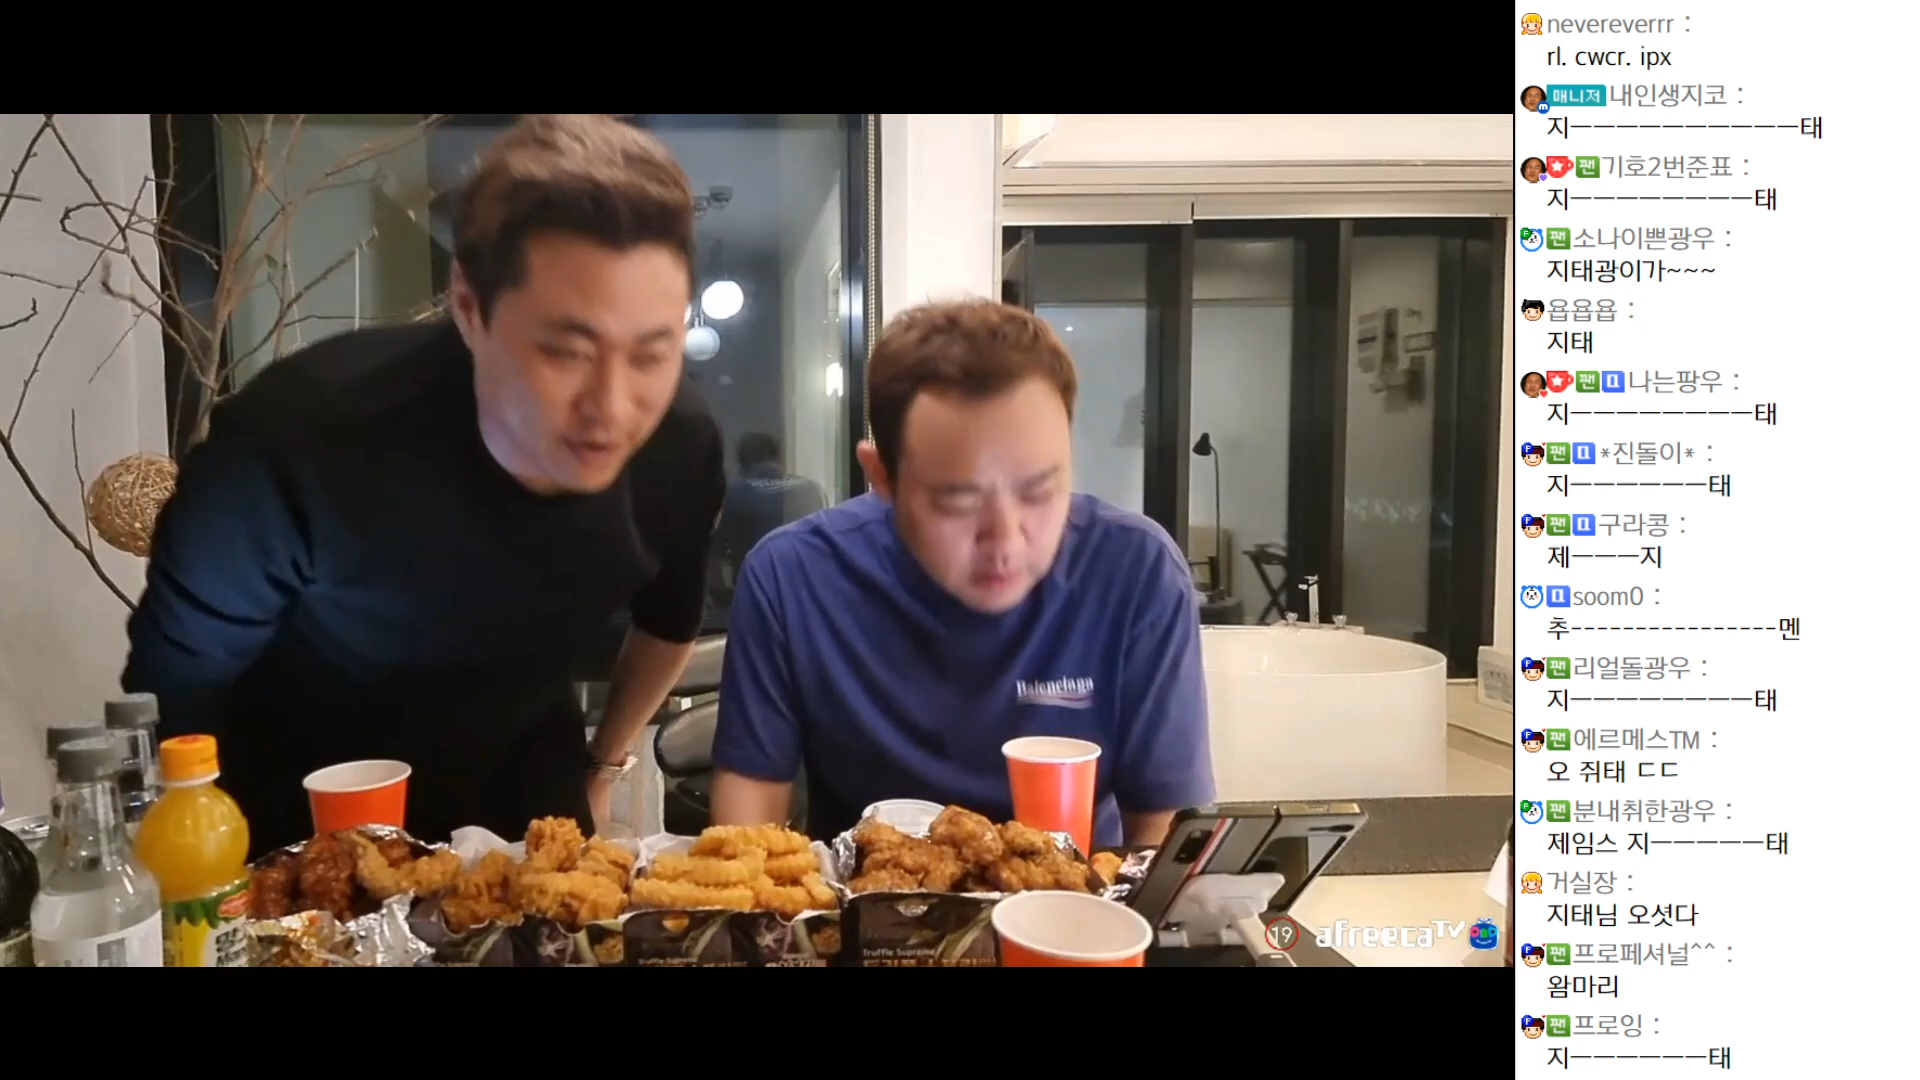 Balenciaga
Truffle Supreme
Truffle Supreme
19 afreecaTV
nevereverrr :
rl. cwcr. ipx
매니저 내인생지코 :
지──────────태
팬 기호2번준표 :
지────────태
팬 소나이쁜광우 :
지태광이가~~~
욥욥욥 :
지태
팬 나는팡우 :
지────────태
팬 *진돌이* :
지──────태
팬 구라콩 :
제───지
soom0 :
추----------------멘
팬 리얼돌광우 :
지────────태
팬 에르메스TM :
오 쥐태 ㄷㄷ
팬 분내취한광우 :
제임스 지─────태
거실장 :
지태님 오셧다
팬 프로페셔널^^ :
왐마리
팬 프로잉 :
지──────태